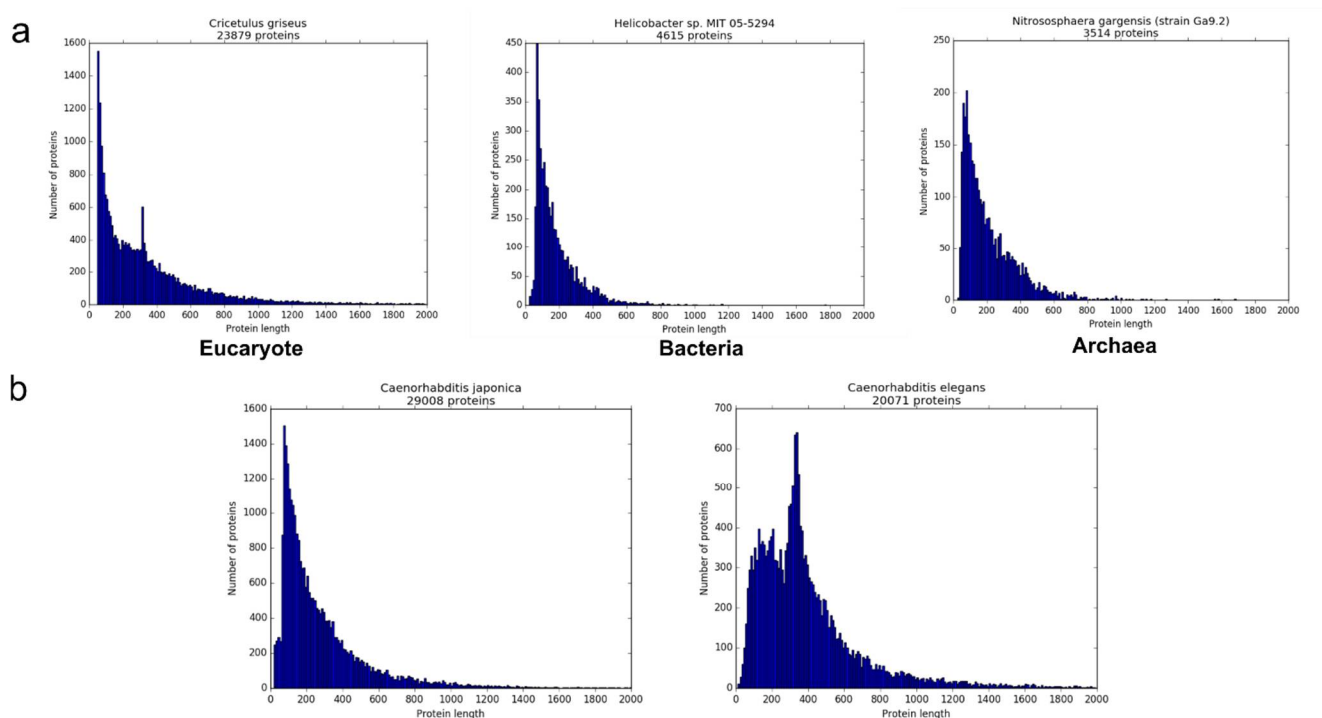 a
Cricetulus griseus
23879 proteins
1600
1400
1200
1000
800
600
400
200
0
Number of proteins
0 200 400 600 800 1000 1200 1400 1600 1800 2000
Protein length
Eucaryote
Helicobacter sp. MIT 05-5294
4615 proteins
450
400
350
300
250
200
150
100
50
0
Number of proteins
0 200 400 600 800 1000 1200 1400 1600 1800 2000
Protein length
Bacteria
Nitrososphaera gargensis (strain Ga9.2)
3514 proteins
250
200
150
100
50
0
Number of proteins
0 200 400 600 800 1000 1200 1400 1600 1800 2000
Protein length
Archaea
b
Caenorhabditis japonica
29008 proteins
1600
1400
1200
1000
800
600
400
200
0
Number of proteins
0 200 400 600 800 1000 1200 1400 1600 1800 2000
Protein length
Caenorhabditis elegans
20071 proteins
700
600
500
400
300
200
100
0
Number of proteins
0 200 400 600 800 1000 1200 1400 1600 1800 2000
Protein length